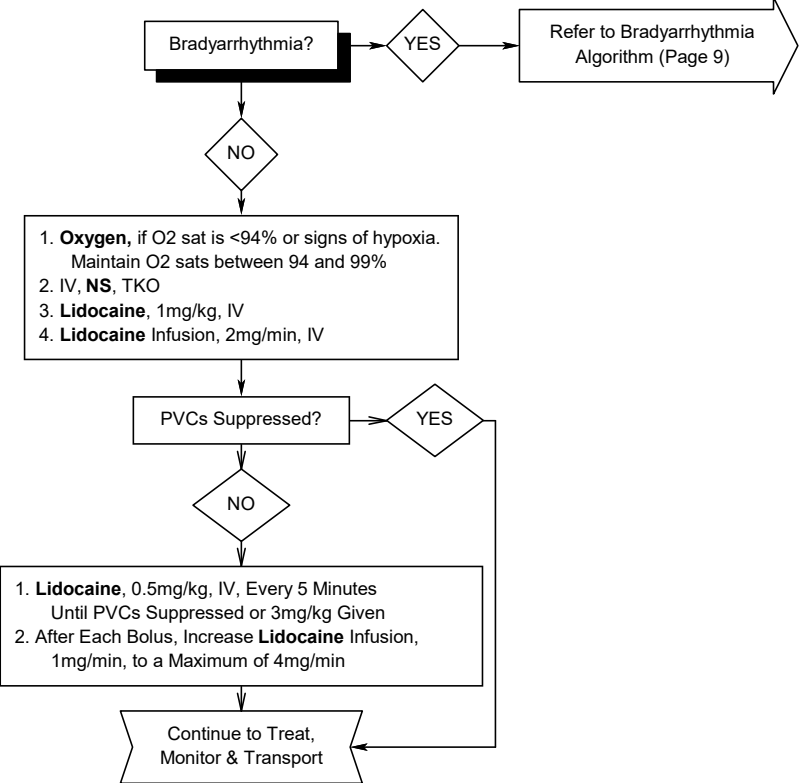 Bradyarrhythmia?
YES
Refer to Bradyarrhythmia
Algorithm (Page 9)
NO
1. Oxygen, if O2 sat is <94% or signs of hypoxia.
Maintain O2 sats between 94 and 99%
2. IV, NS, TKO
3. Lidocaine, 1mg/kg, IV
4. Lidocaine Infusion, 2mg/min, IV
PVCs Suppressed?
YES
NO
1. Lidocaine, 0.5mg/kg, IV, Every 5 Minutes
Until PVCs Suppressed or 3mg/kg Given
2. After Each Bolus, Increase Lidocaine Infusion,
1mg/min, to a Maximum of 4mg/min
Continue to Treat,
Monitor & Transport